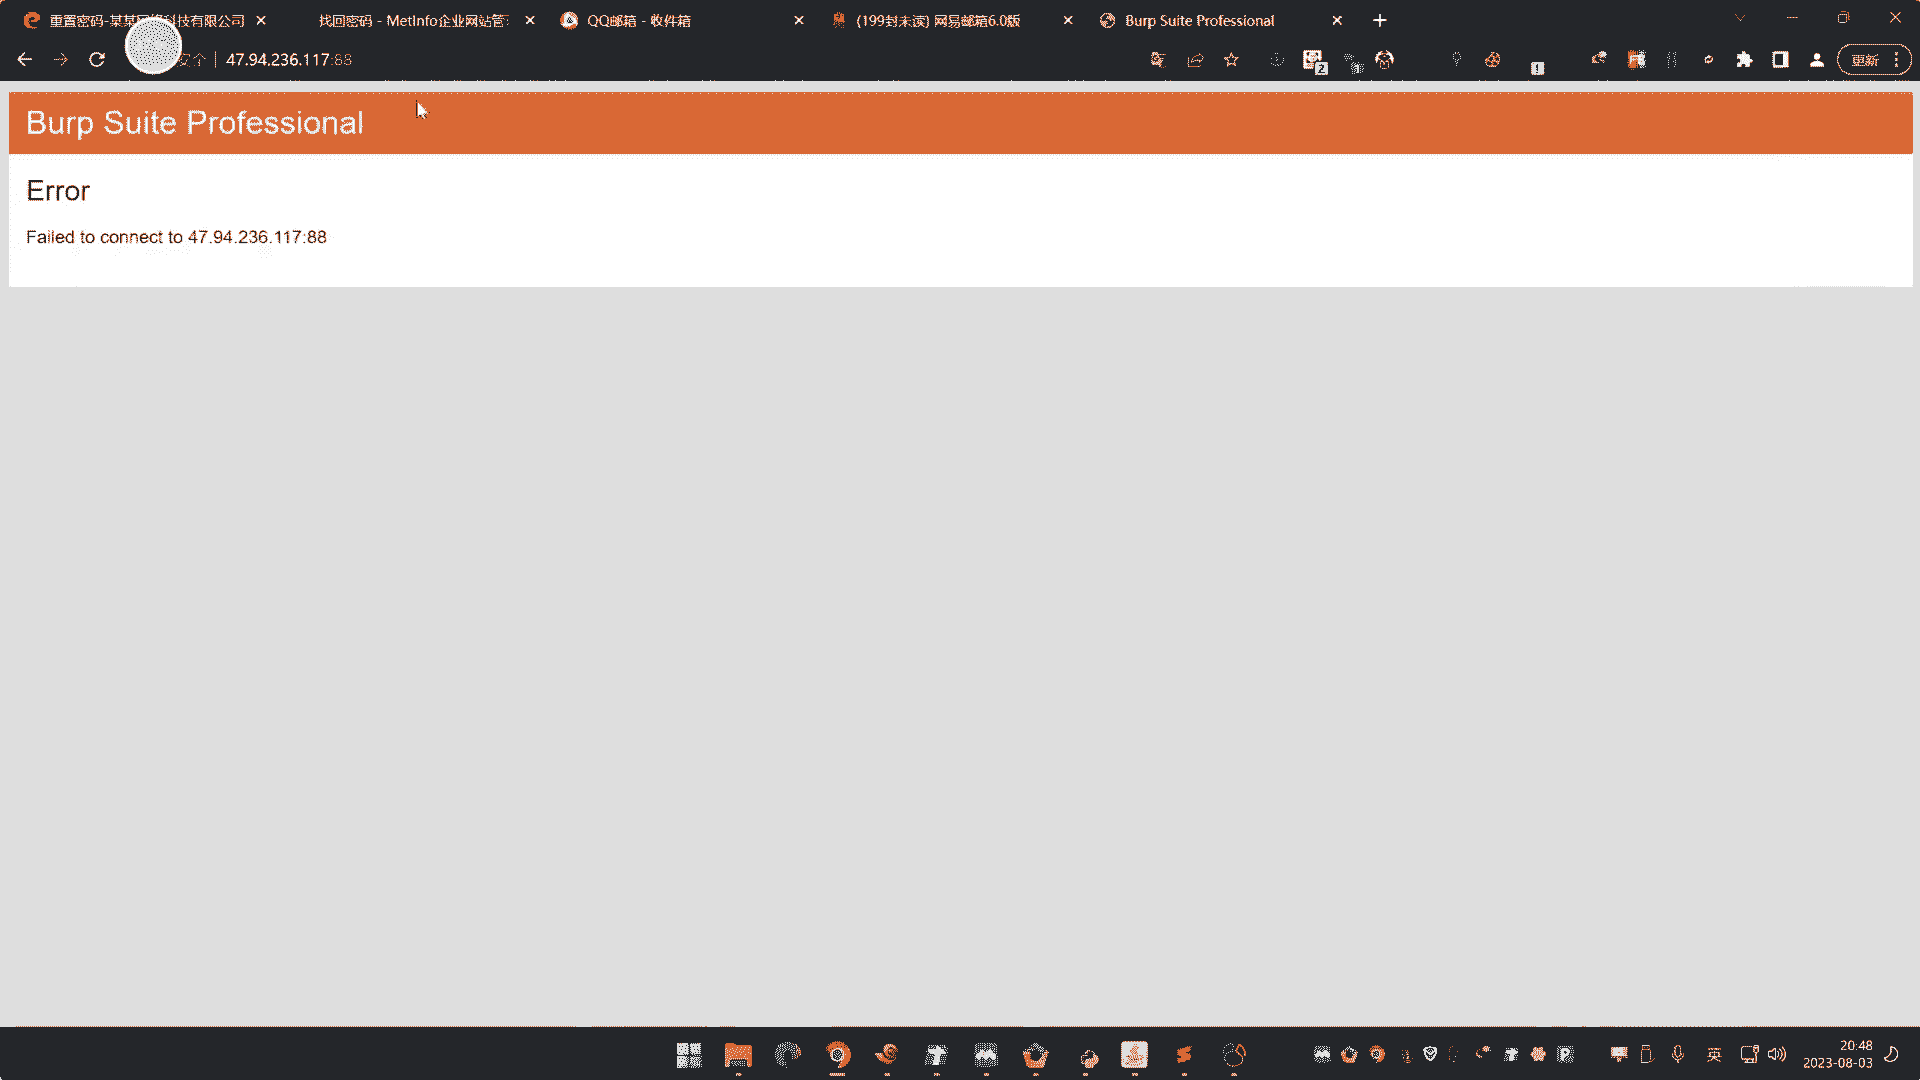 重置密码-某某网络科技有限公司
找回密码 - MetInfo企业网站管
QQ邮箱 - 收件箱
(199封未读) 网易邮箱6.0版
Burp Suite Professional
安全
47.94.236.117:88
2
更新
Burp Suite Professional
Error
Failed to connect to 47.94.236.117:88
英
20:48
2023-08-03